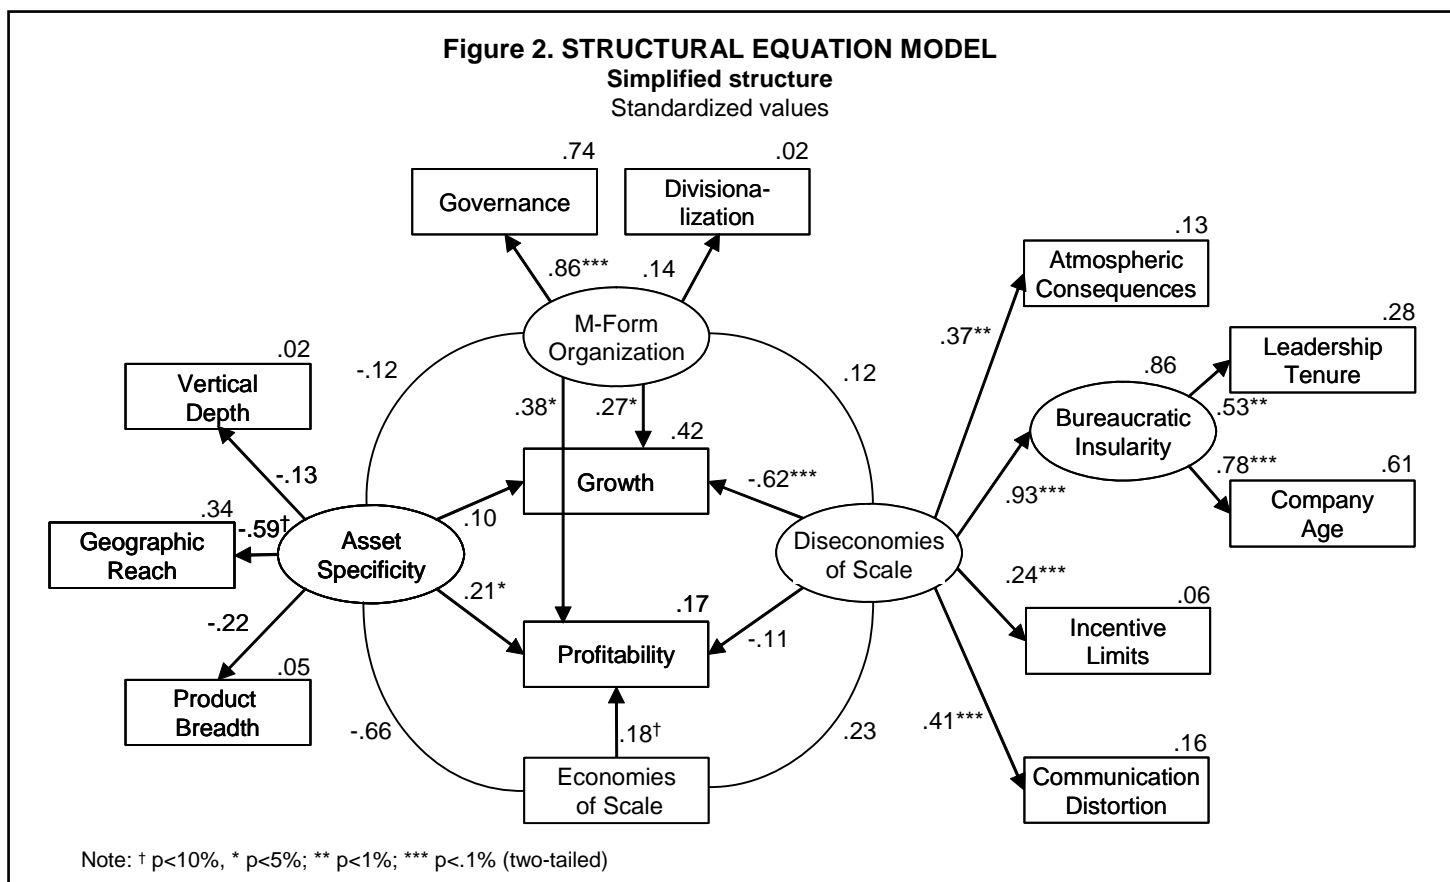 Figure 2. STRUCTURAL EQUATION MODEL
Simplified structure
Standardized values
.74
Governance
.02
Divisiona-
lization
.86***
.14
M-Form
Organization
.13
Atmospheric
Consequences
.37**
.28
Leadership
Tenure
.86
.53**
Bureaucratic
Insularity
.78***
.61
Company
Age
.93***
.02
Vertical
Depth
-.12
.12
.38*
.27*
.42
Growth
-.62***
-.13
.34
-.59†
Geographic
Reach
Asset
Specificity
.10
.21*
Diseconomies
of Scale
.24***
.06
Incentive
Limits
-.22
.05
Product
Breadth
.17
Profitability
-.11
-.66
.18†
.23
.41***
.16
Communication
Distortion
Economies
of Scale
Note: † p<10%, * p<5%; ** p<1%; *** p<.1% (two-tailed)